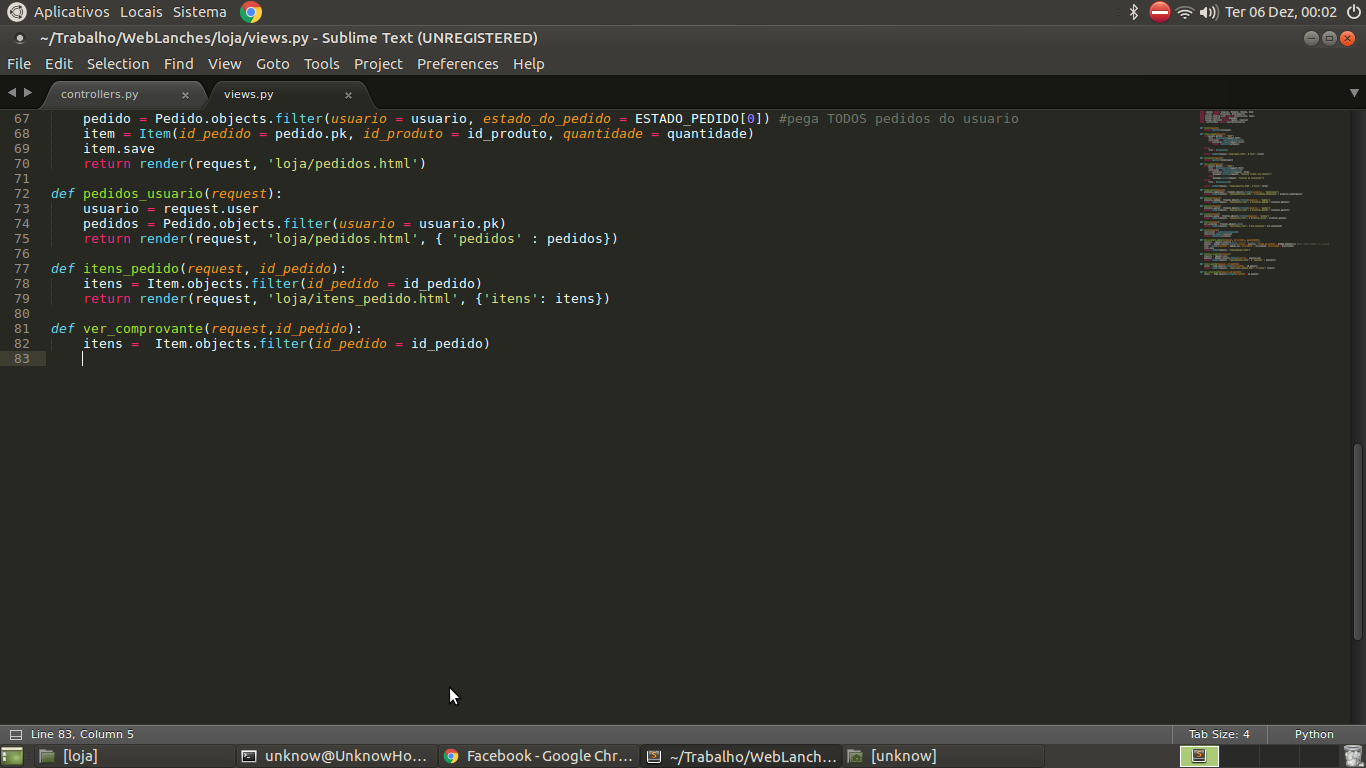 Aplicativos Locais Sistema Ter 06 Dez, 00:02
~/Trabalho/WebLanches/loja/views.py - Sublime Text (UNREGISTERED)
File Edit Selection Find View Goto Tools Project Preferences Help
controllers.py × views.py ×
67 pedido = Pedido.objects.filter(usuario = usuario, estado_do_pedido = ESTADO_PEDIDO[0]) #pega TODOS pedidos do usuario
68 item = Item(id_pedido = pedido.pk, id_produto = id_produto, quantidade = quantidade)
69 item.save
70 return render(request, 'loja/pedidos.html')
71
72 def pedidos_usuario(request):
73 usuario = request.user
74 pedidos = Pedido.objects.filter(usuario = usuario.pk)
75 return render(request, 'loja/pedidos.html', { 'pedidos' : pedidos})
76
77 def itens_pedido(request, id_pedido):
78 itens = Item.objects.filter(id_pedido = id_pedido)
79 return render(request, 'loja/itens_pedido.html', {'itens': itens})
80
81 def ver_comprovante(request,id_pedido):
82 itens =  Item.objects.filter(id_pedido = id_pedido)
83
Line 83, Column 5 Tab Size: 4 Python
[loja] unknow@UnknowHo... Facebook - Google Chr... ~/Trabalho/WebLanch... [unknow]